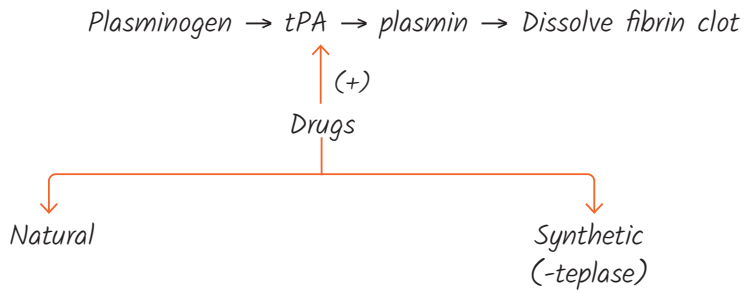 Plasminogen → tPA → plasmin → Dissolve fibrin clot
(+)
Drugs
Natural
Synthetic
(-teplase)